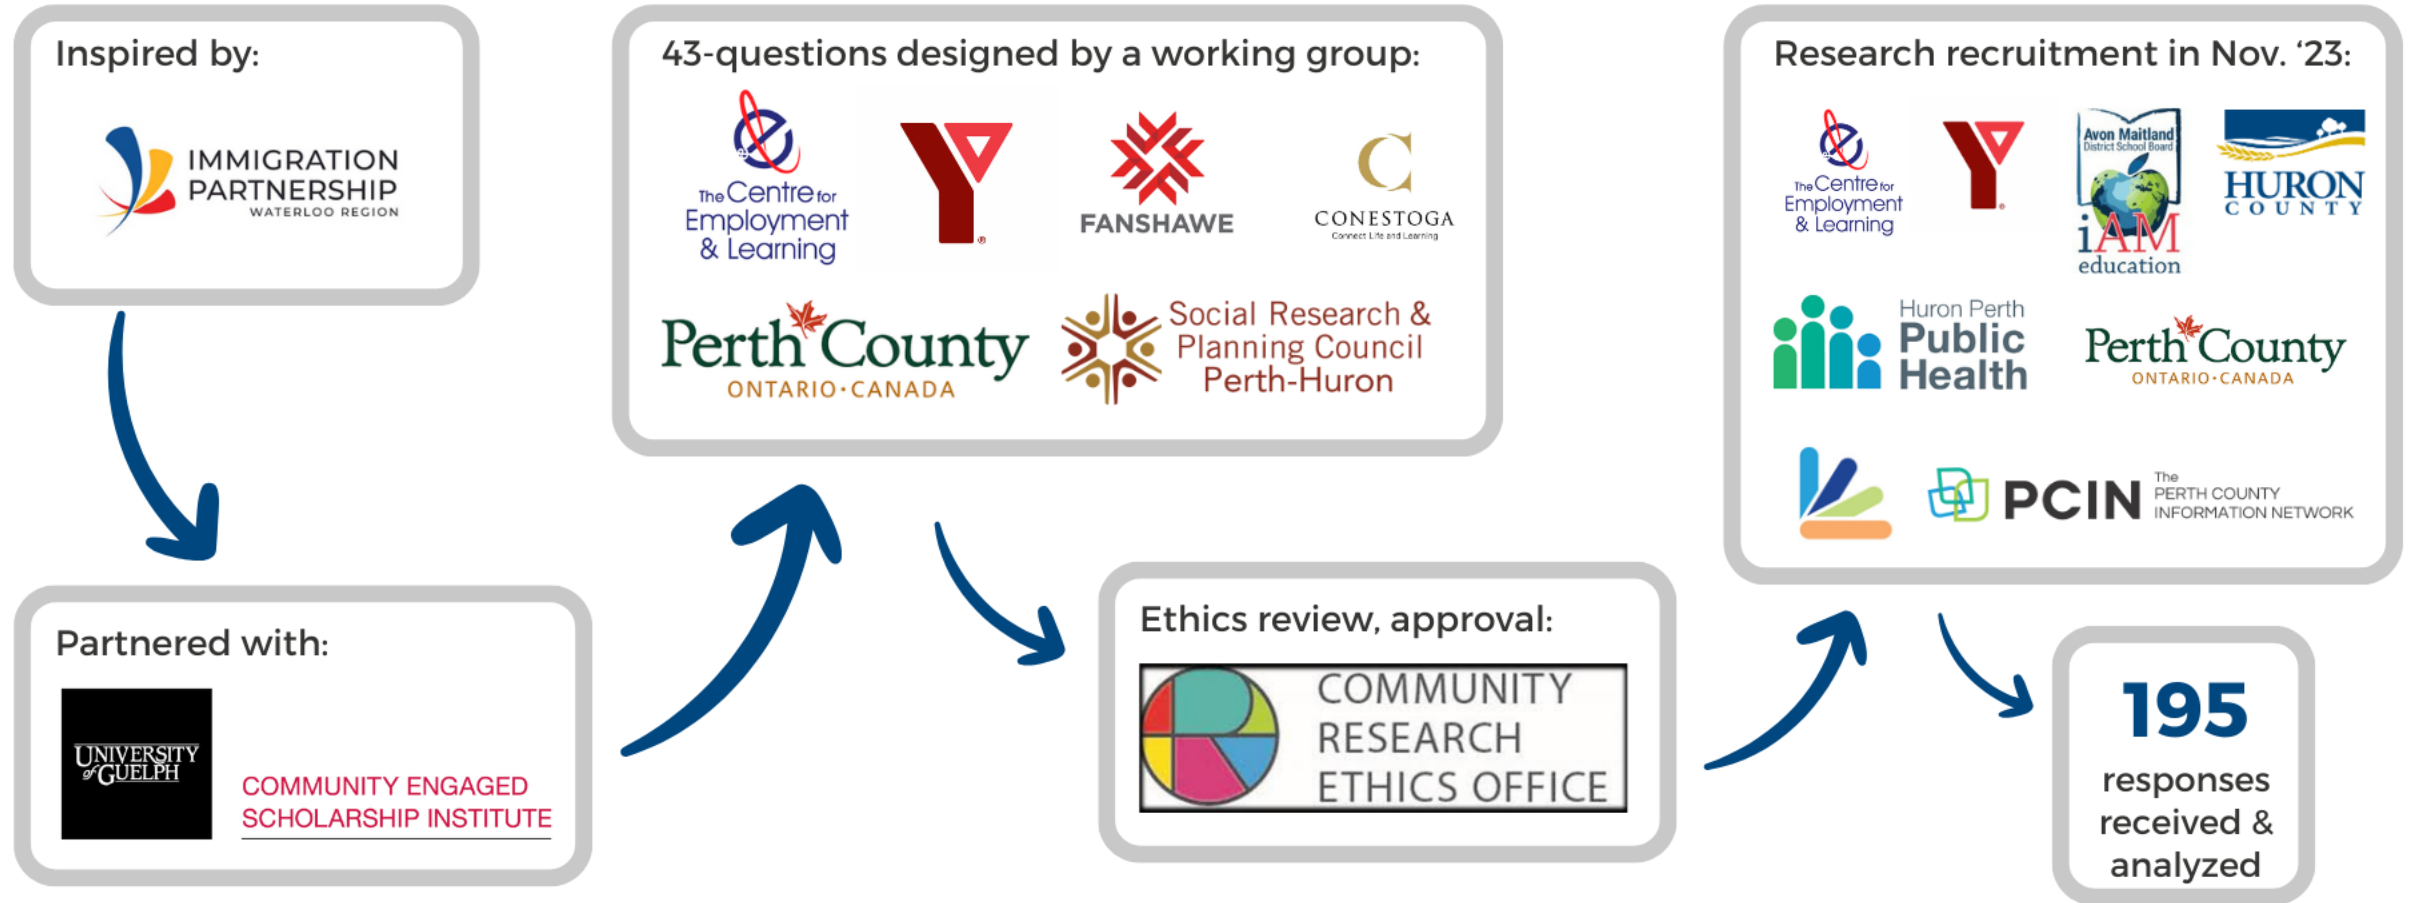 Inspired by:
IMMIGRATION
PARTNERSHIP
WATERLOO REGION
Partnered with:
UNIVERSITY
of GUELPH
COMMUNITY ENGAGED
SCHOLARSHIP INSTITUTE
43-questions designed by a working group:
The Centre for
Employment
& Learning
Y
®
FANSHAWE
C
CONESTOGA
Connect Life and Learning
Perth County
ONTARIO·CANADA
Social Research &
Planning Council
Perth-Huron
Ethics review, approval:
COMMUNITY
RESEARCH
ETHICS OFFICE
Research recruitment in Nov. ‘23:
The Centre for
Employment
& Learning
Y
Avon Maitland
District School Board
iAM
education
HURON
COUNTY
Huron Perth
Public
Health
Perth County
ONTARIO·CANADA
PCIN
The
PERTH COUNTY
INFORMATION NETWORK
195
responses
received &
analyzed